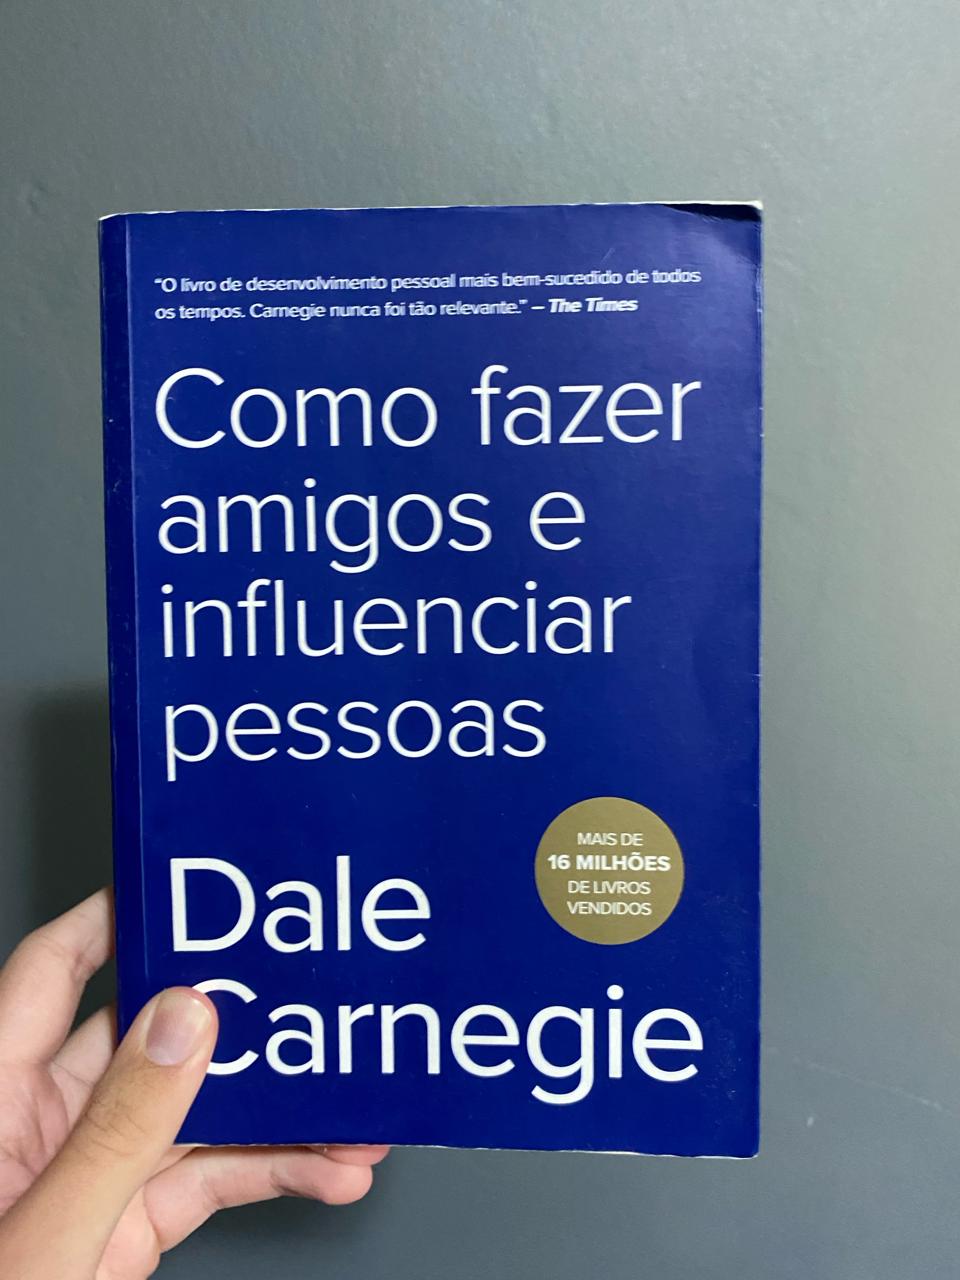 “O livro de desenvolvimento pessoal mais bem-sucedido de todos
os tempos. Carnegie nunca foi tão relevante.” – The Times
Como fazer
amigos e
influenciar
pessoas
MAIS DE
16 MILHÕES
DE LIVROS
VENDIDOS
Dale
Carnegie